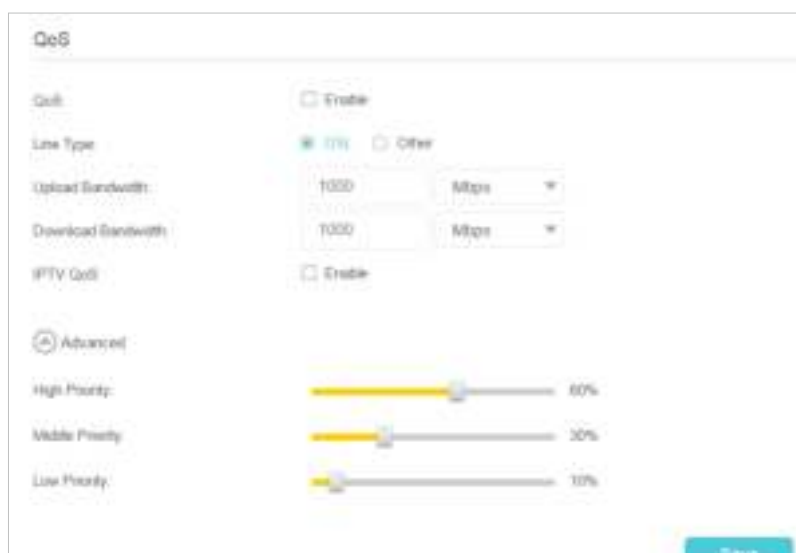 QoS
QoS: Enable
Line Type: Other
Upload Bandwidth: 1000 Mbps
Download Bandwidth: 1000 Mbps
IPTV QoS: Enable
Advanced
High Priority: 60%
Middle Priority: 30%
Low Priority: 10%